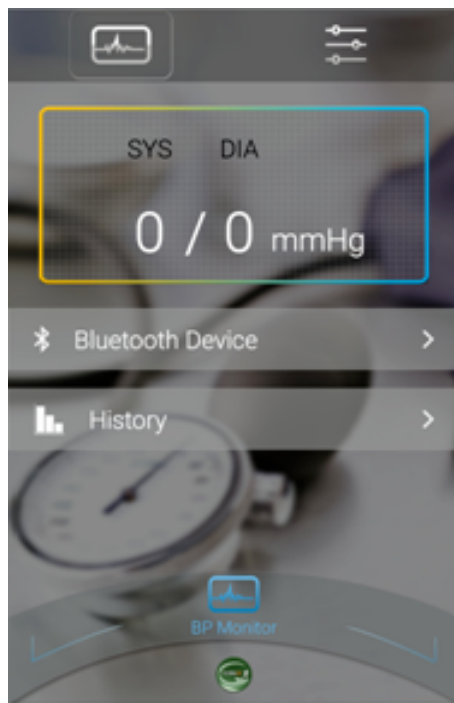 SYS DIA
0 / 0 mmHg
Bluetooth Device
History
BP Monitor